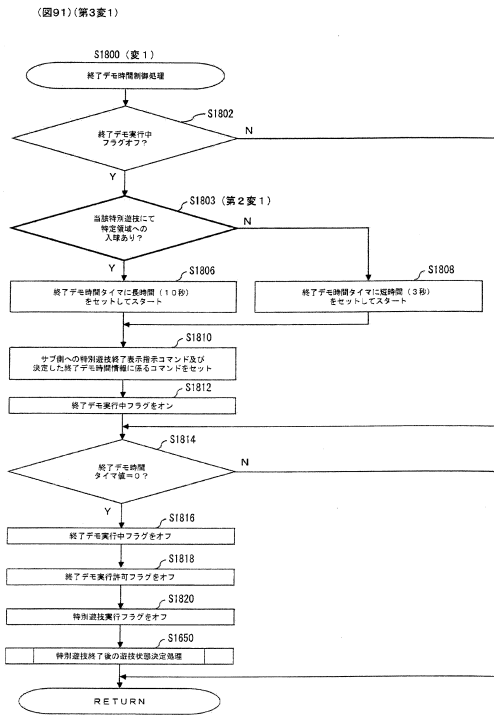 (図91)(第3変1)
S1800 (変1)
終了デモ時間制御処理
S1802
終了デモ実行中
フラグオフ？
N
Y
S1803 (第2変1)
当該特別遊技にて
特定領域への
入球あり？
N
Y
S1806
終了デモ時間タイマに長時間 (10秒)
をセットしてスタート
S1808
終了デモ時間タイマに短時間 (3秒)
をセットしてスタート
S1810
サブ側への特別遊技終了表示指示コマンド及び
決定した終了デモ時間情報に係るコマンドをセット
S1812
終了デモ実行中フラグをオン
S1814
終了デモ時間
タイマ値＝0？
N
Y
S1816
終了デモ実行中フラグをオフ
S1818
終了デモ実行許可フラグをオフ
S1820
特別遊技実行フラグをオフ
S1650
特別遊技終了後の遊技状態決定処理
RETURN